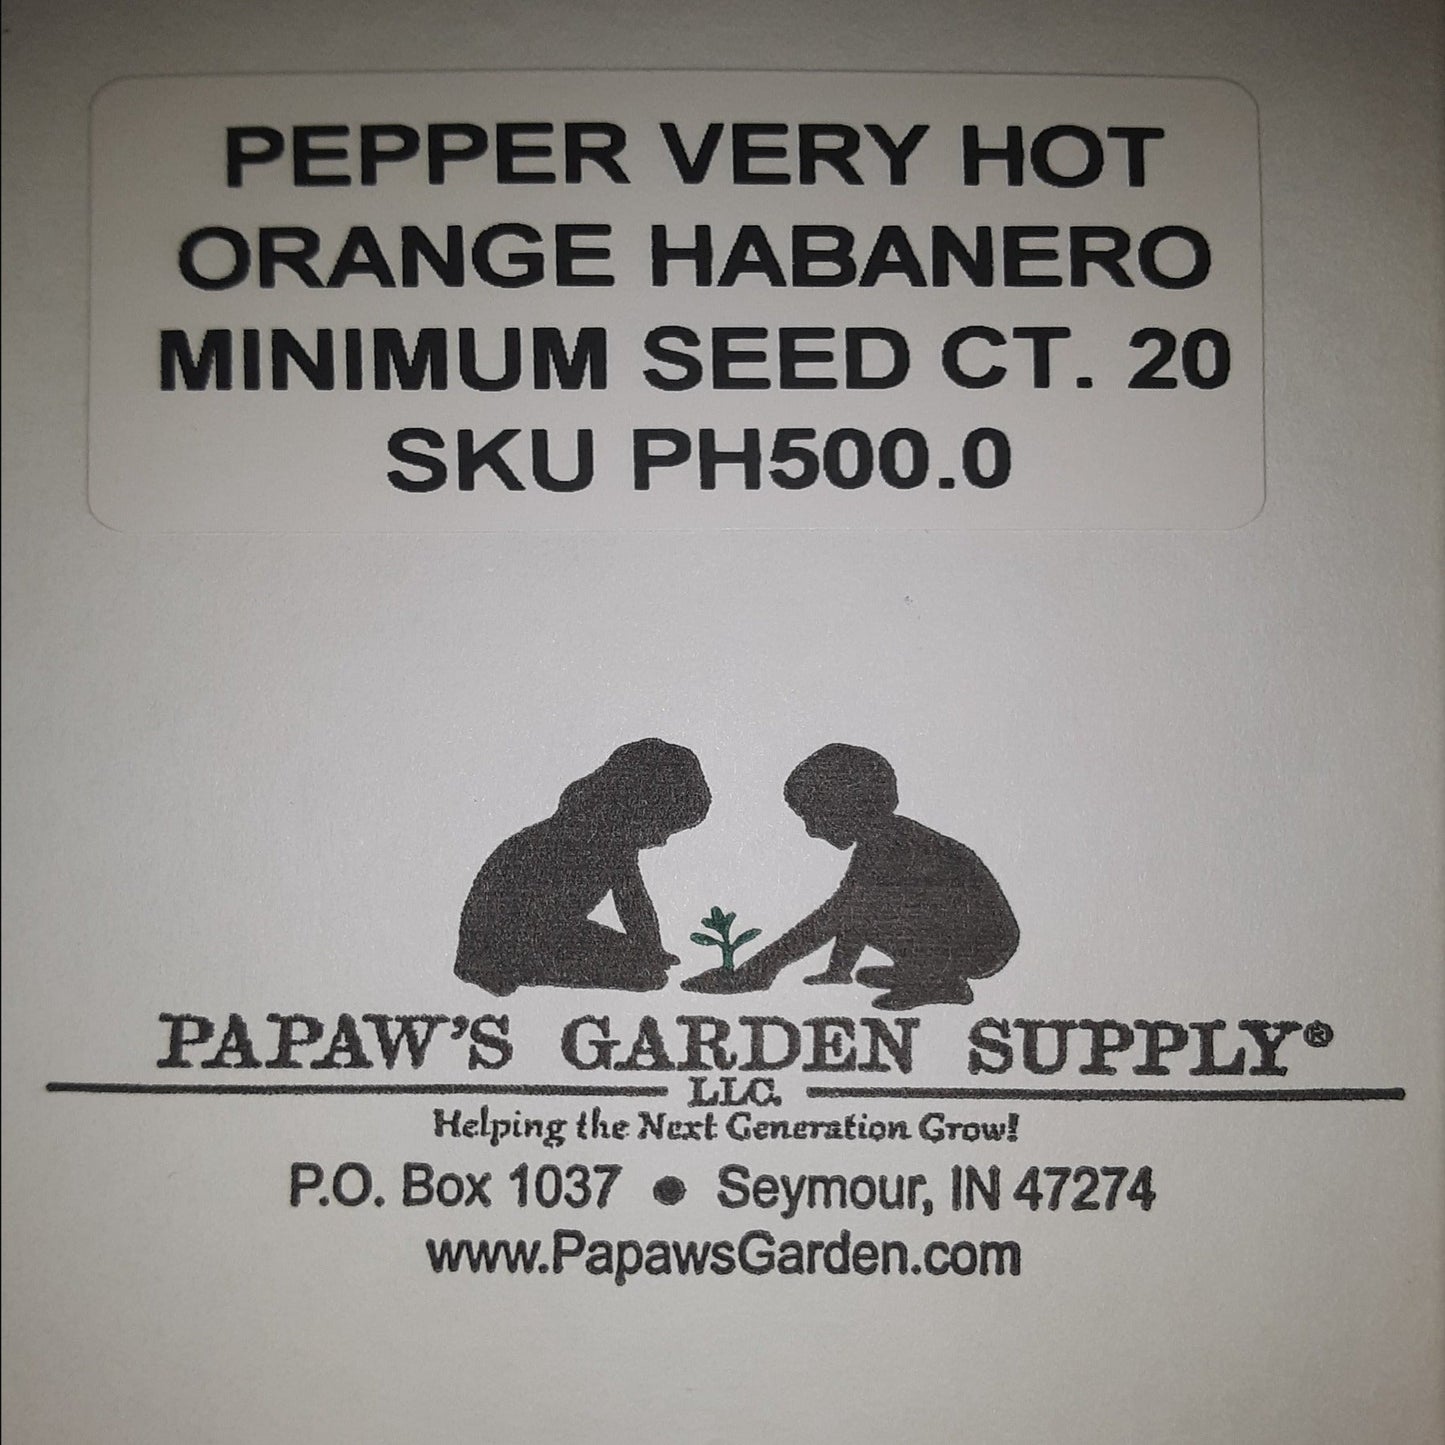 PEPPER VERY HOT
ORANGE HABANERO
MINIMUM SEED CT. 20
SKU PH500.0
PAPAW'S GARDEN SUPPLY®
LLC.
Helping the Next Generation Grow!
P.O. Box 1037 ● Seymour, IN 47274
www.PapawsGarden.com